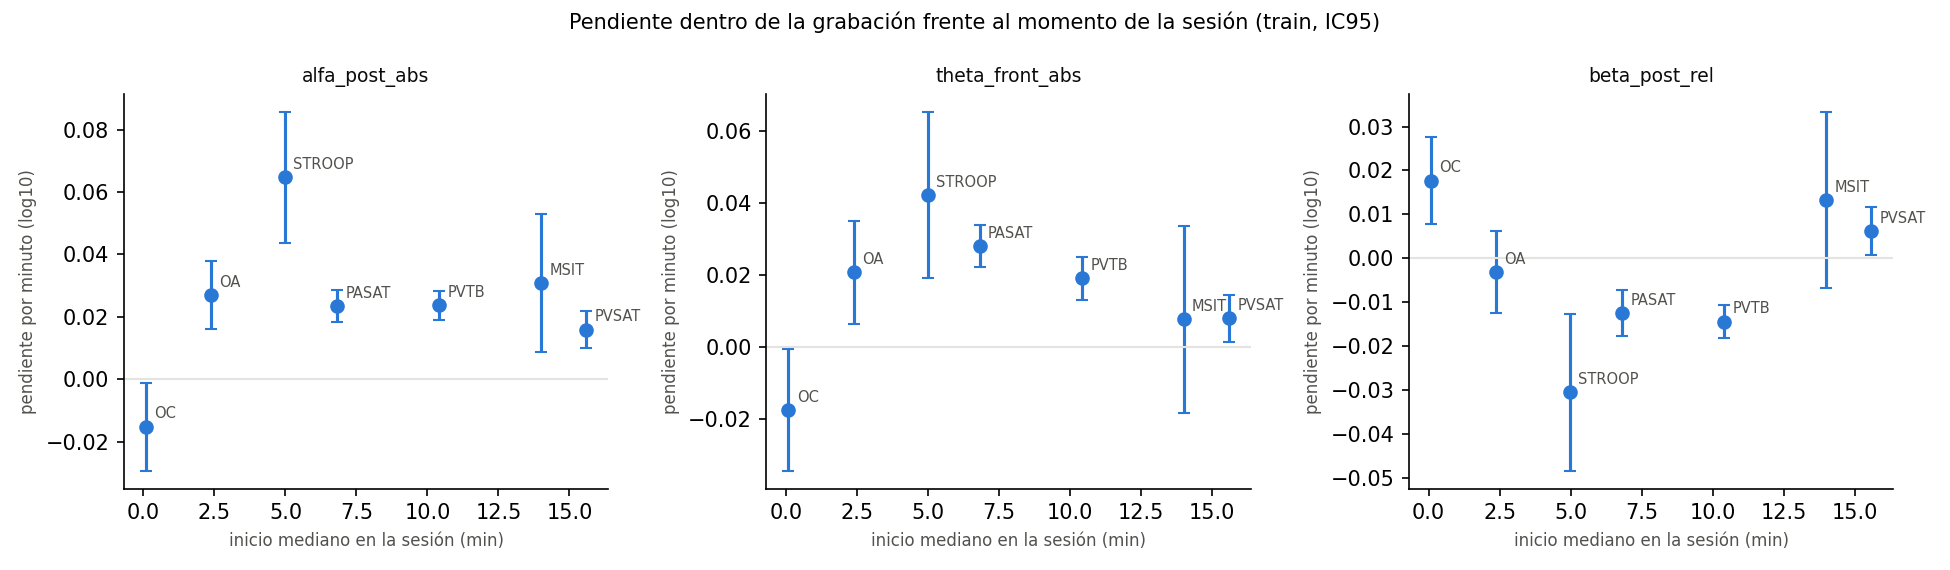 Pendiente dentro de la grabación frente al momento de la sesión (train, IC95)
alfa_post_abs
pendiente por minuto (log10)
0.08
0.06
0.04
0.02
0.00
−0.02
OC
OA
STROOP
PASAT
PVTB
MSIT
PVSAT
0.0 2.5 5.0 7.5 10.0 12.5 15.0
inicio mediano en la sesión (min)
theta_front_abs
pendiente por minuto (log10)
0.06
0.04
0.02
0.00
−0.02
OC
OA
STROOP
PASAT
PVTB
MSIT
PVSAT
0.0 2.5 5.0 7.5 10.0 12.5 15.0
inicio mediano en la sesión (min)
beta_post_rel
pendiente por minuto (log10)
0.03
0.02
0.01
0.00
−0.01
−0.02
−0.03
−0.04
−0.05
OC
OA
STROOP
PASAT
PVTB
MSIT
PVSAT
0.0 2.5 5.0 7.5 10.0 12.5 15.0
inicio mediano en la sesión (min)